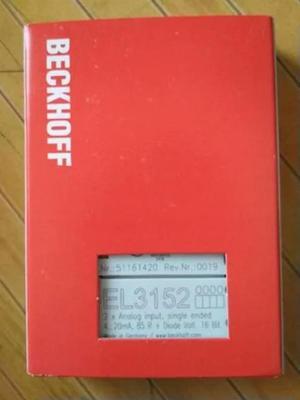 BECKHOFF
Nr.:51161420 Rev.Nr.:0019
EL3152
2 x Analog input, single ended
4..20mA, 85 R + Diode Volt. 16 Bit
Made in Germany // www.beckhoff.com